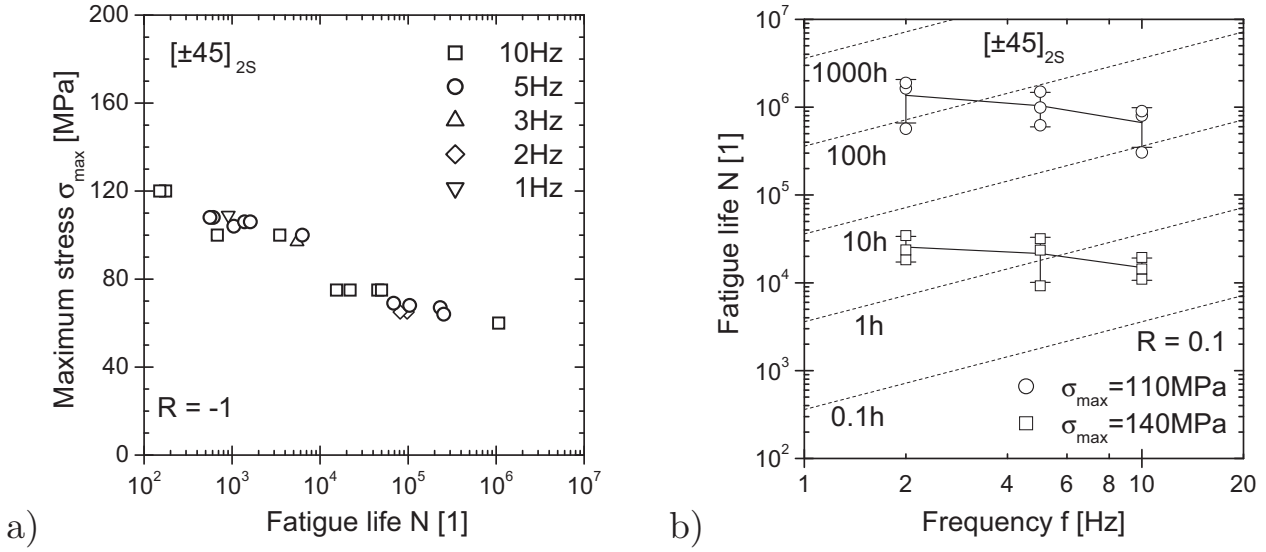 200
160
120
80
40
0
Maximum stress σmax [MPa]
[±45]2S
10Hz
5Hz
3Hz
2Hz
1Hz
R = -1
10² 10³ 10⁴ 10⁵ 10⁶ 10⁷
Fatigue life N [1]
a)
10⁷
10⁶
10⁵
10⁴
10³
10²
Fatigue life N [1]
[±45]2S
1000h
100h
10h
1h
0.1h
R = 0.1
σmax=110MPa
σmax=140MPa
1 2 4 6 8 10 20
Frequency f [Hz]
b)